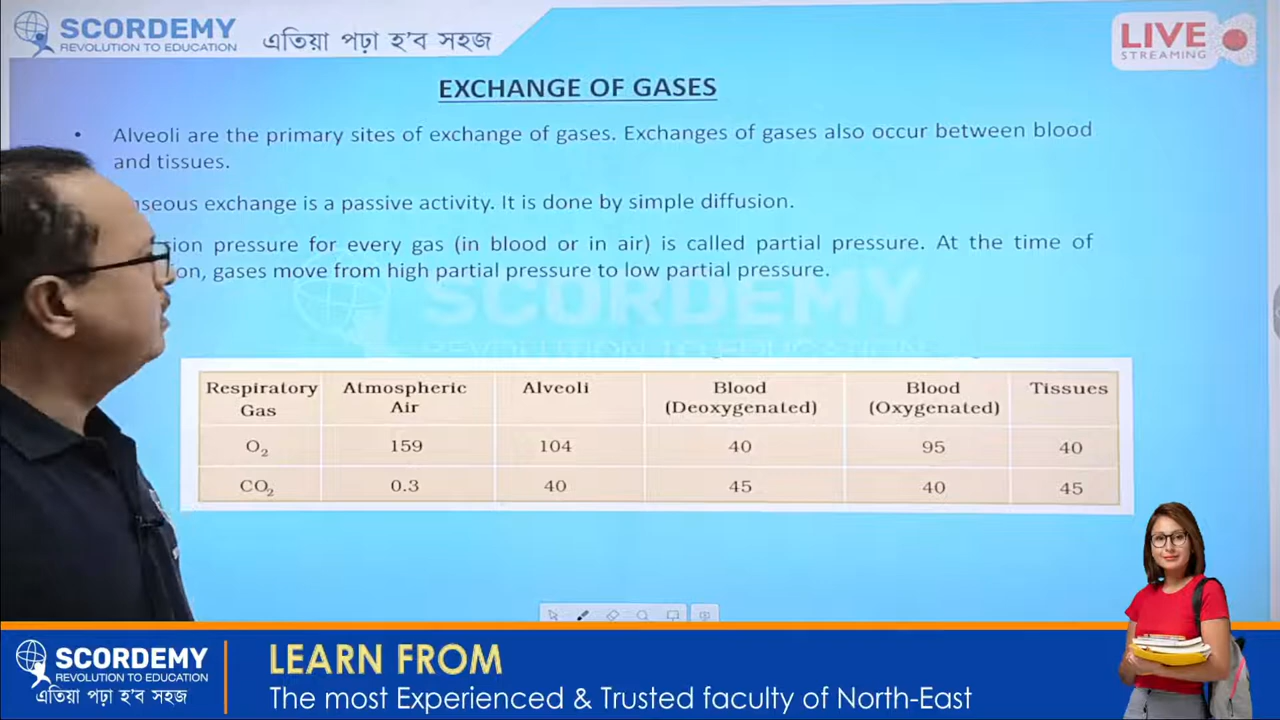 SCORDEMY
REVOLUTION TO EDUCATION
এতিয়া পঢ়া হ'ব সহজ
LIVE
STREAMING
EXCHANGE OF GASES
• Alveoli are the primary sites of exchange of gases. Exchanges of gases also occur between blood
and tissues.
exchange is a passive activity. It is done by simple diffusion.
pressure for every gas (in blood or in air) is called partial pressure. At the time of
gases move from high partial pressure to low partial pressure.
SCORDEMY
REVOLUTION TO EDUCATION
Respiratory Gas Atmospheric Air Alveoli Blood (Deoxygenated) Blood (Oxygenated) Tissues
O₂ 159 104 40 95 40
CO₂ 0.3 40 45 40 45
SCORDEMY
REVOLUTION TO EDUCATION
এতিয়া পঢ়া হ'ব সহজ
LEARN FROM
The most Experienced & Trusted faculty of North-East